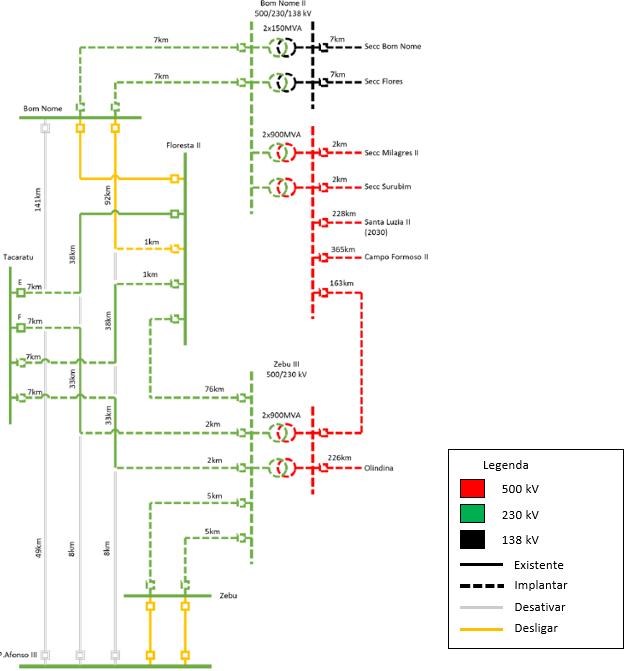 Bom Nome II
500/230/138 kV
2x150MVA
7km
7km
Secc Bom Nome
7km
7km
Secc Flores
Bom Nome
Floresta II
2x900MVA
2km
Secc Milagres II
2km
Secc Surubim
141km
92km
228km
Santa Luzia II
(2030)
1km
365km
Campo Formoso II
38km
Tacaratu
E
7km
1km
163km
F
7km
38km
7km
Zebu III
500/230 kV
33km
7km
76km
33km
2km
2x900MVA
2km
226km
Olindina
5km
5km
49km
8km
8km
Zebu
P.Afonso III
Legenda
500 kV
230 kV
138 kV
Existente
Implantar
Desativar
Desligar